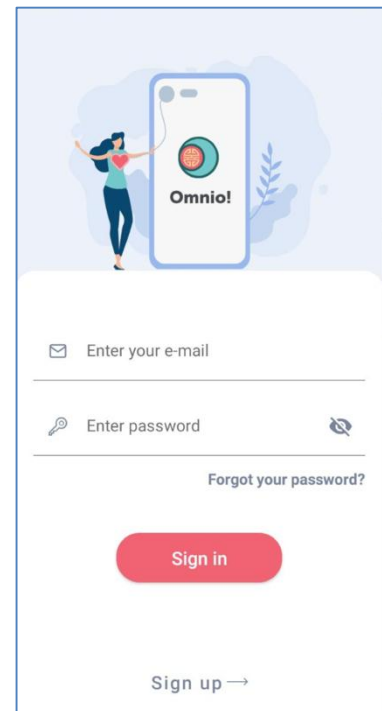 Omnio!
Enter your e-mail
Enter password
Forgot your password?
Sign in
Sign up →